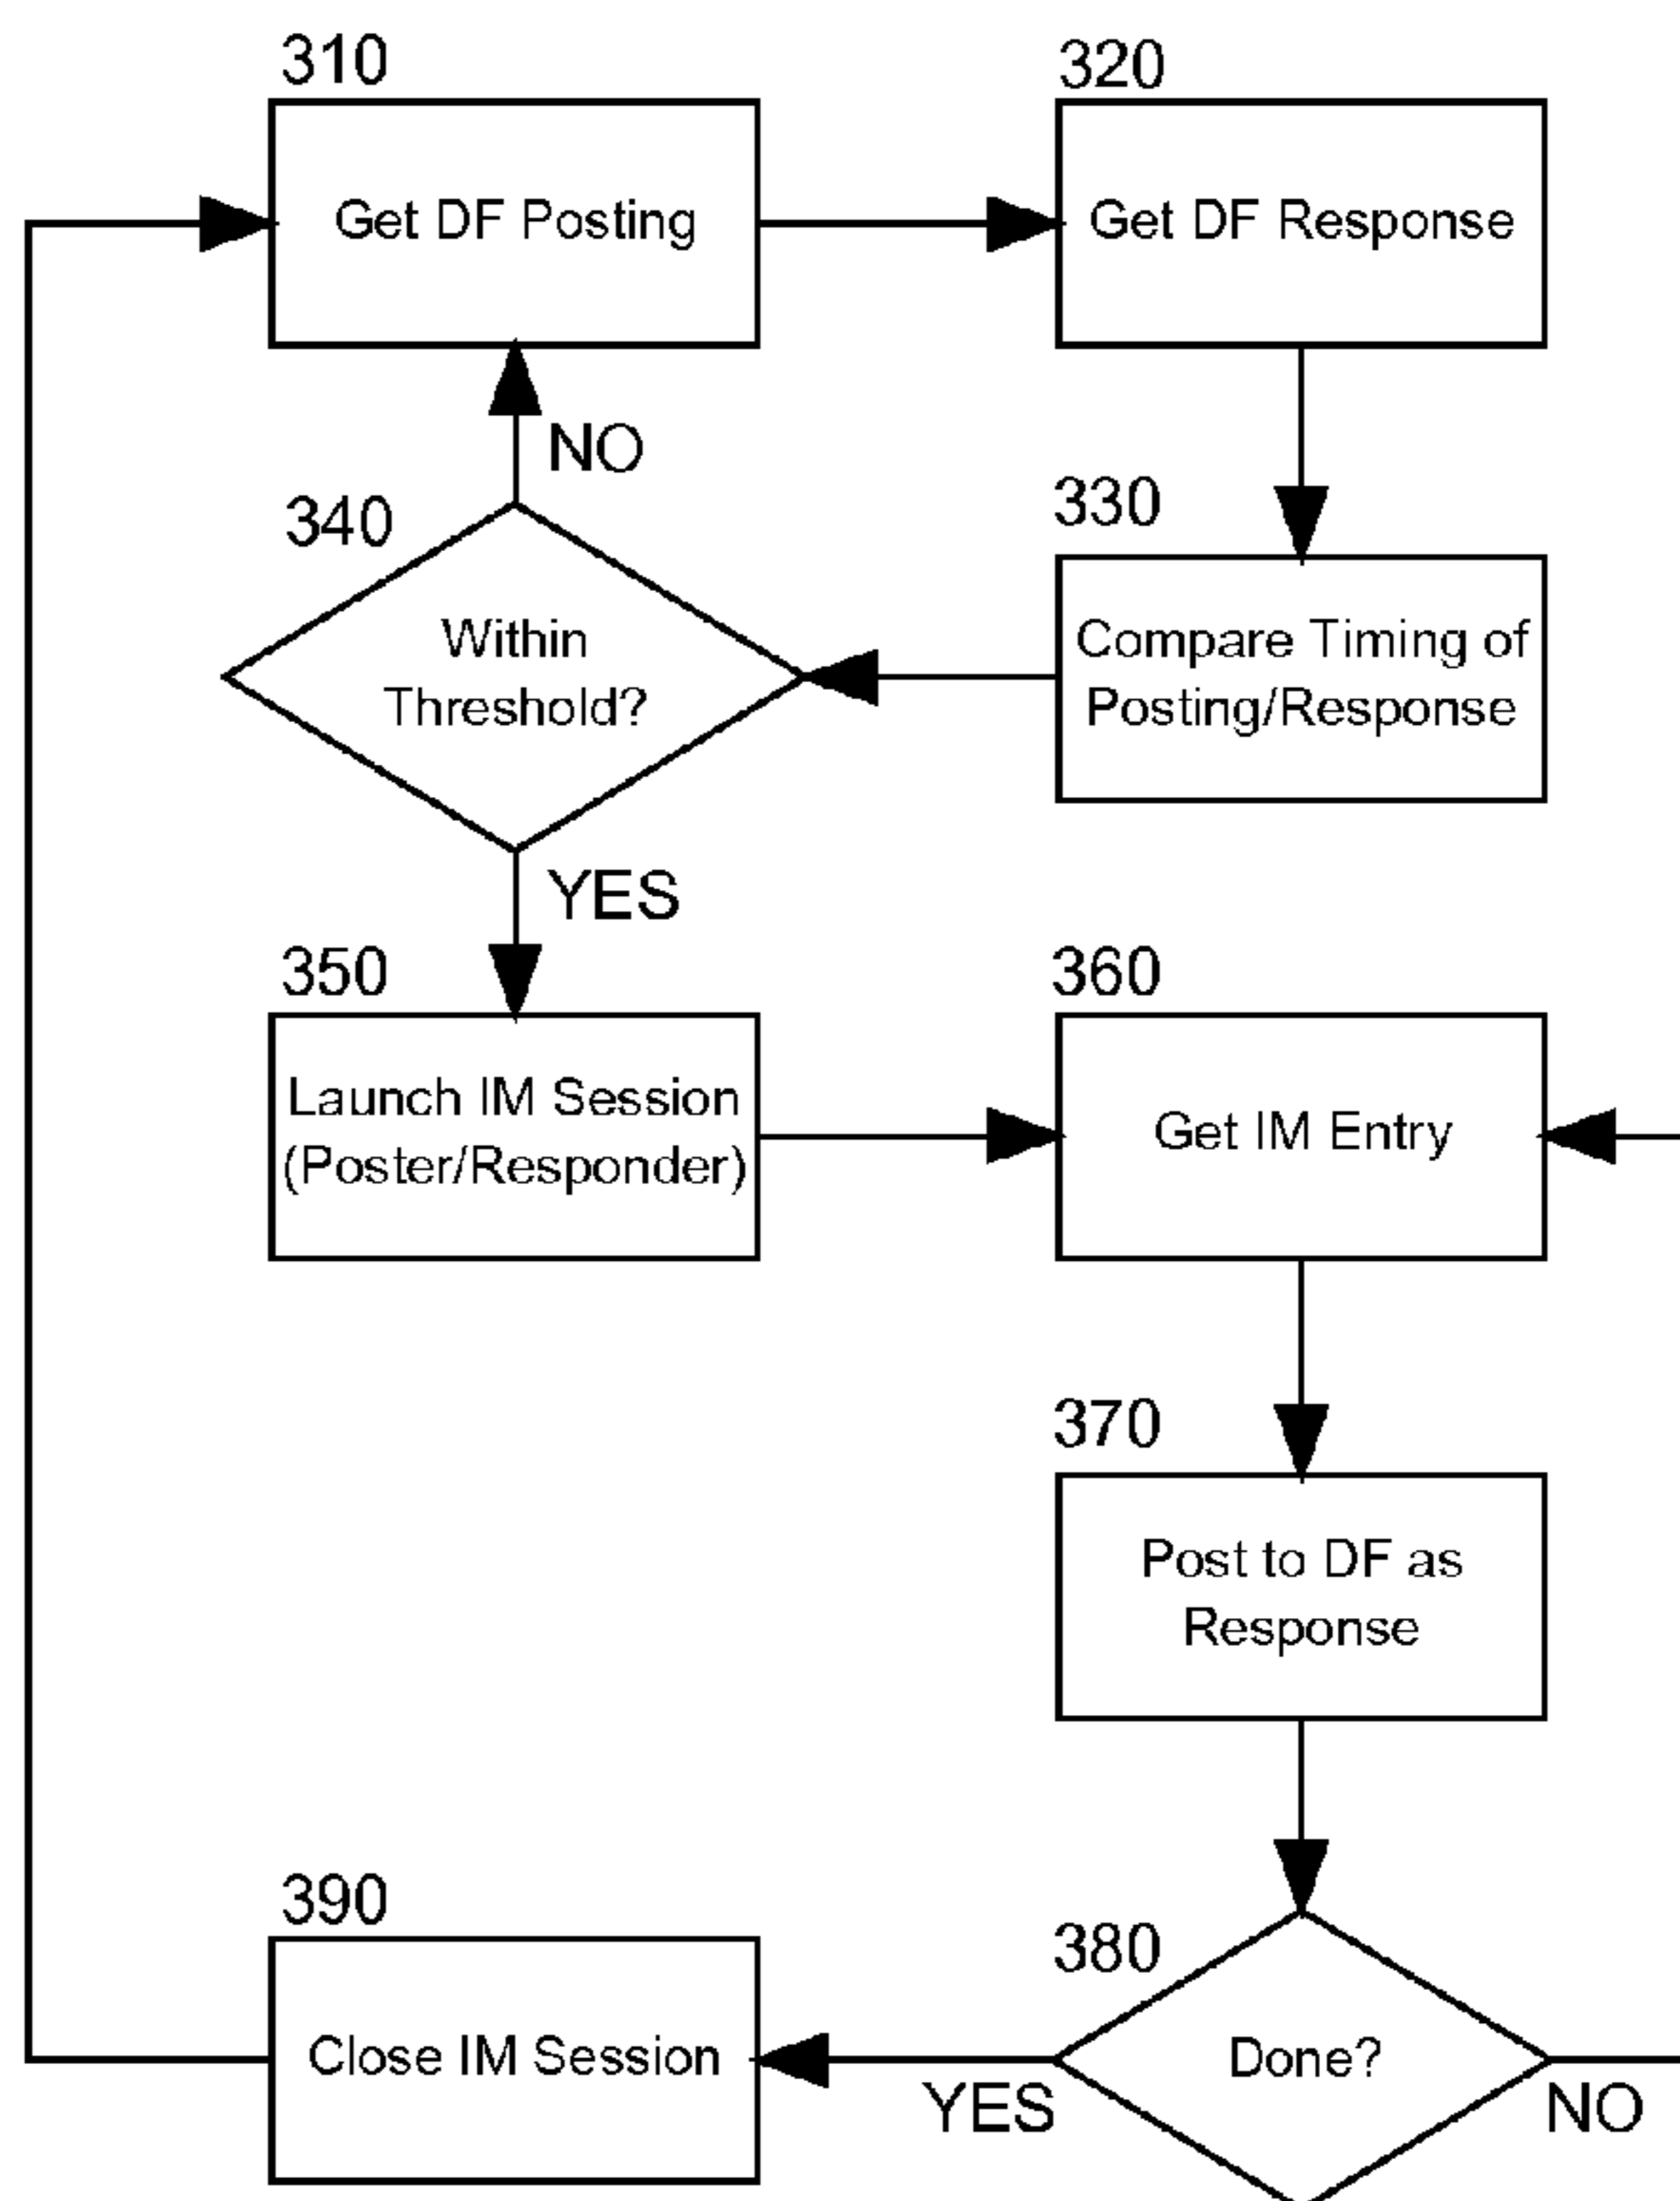 310
Get DF Posting
320
Get DF Response
330
Compare Timing of
Posting/Response
340
Within
Threshold?
NO
YES
350
Launch IM Session
(Poster/Responder)
360
Get IM Entry
370
Post to DF as
Response
380
Done?
YES
NO
390
Close IM Session